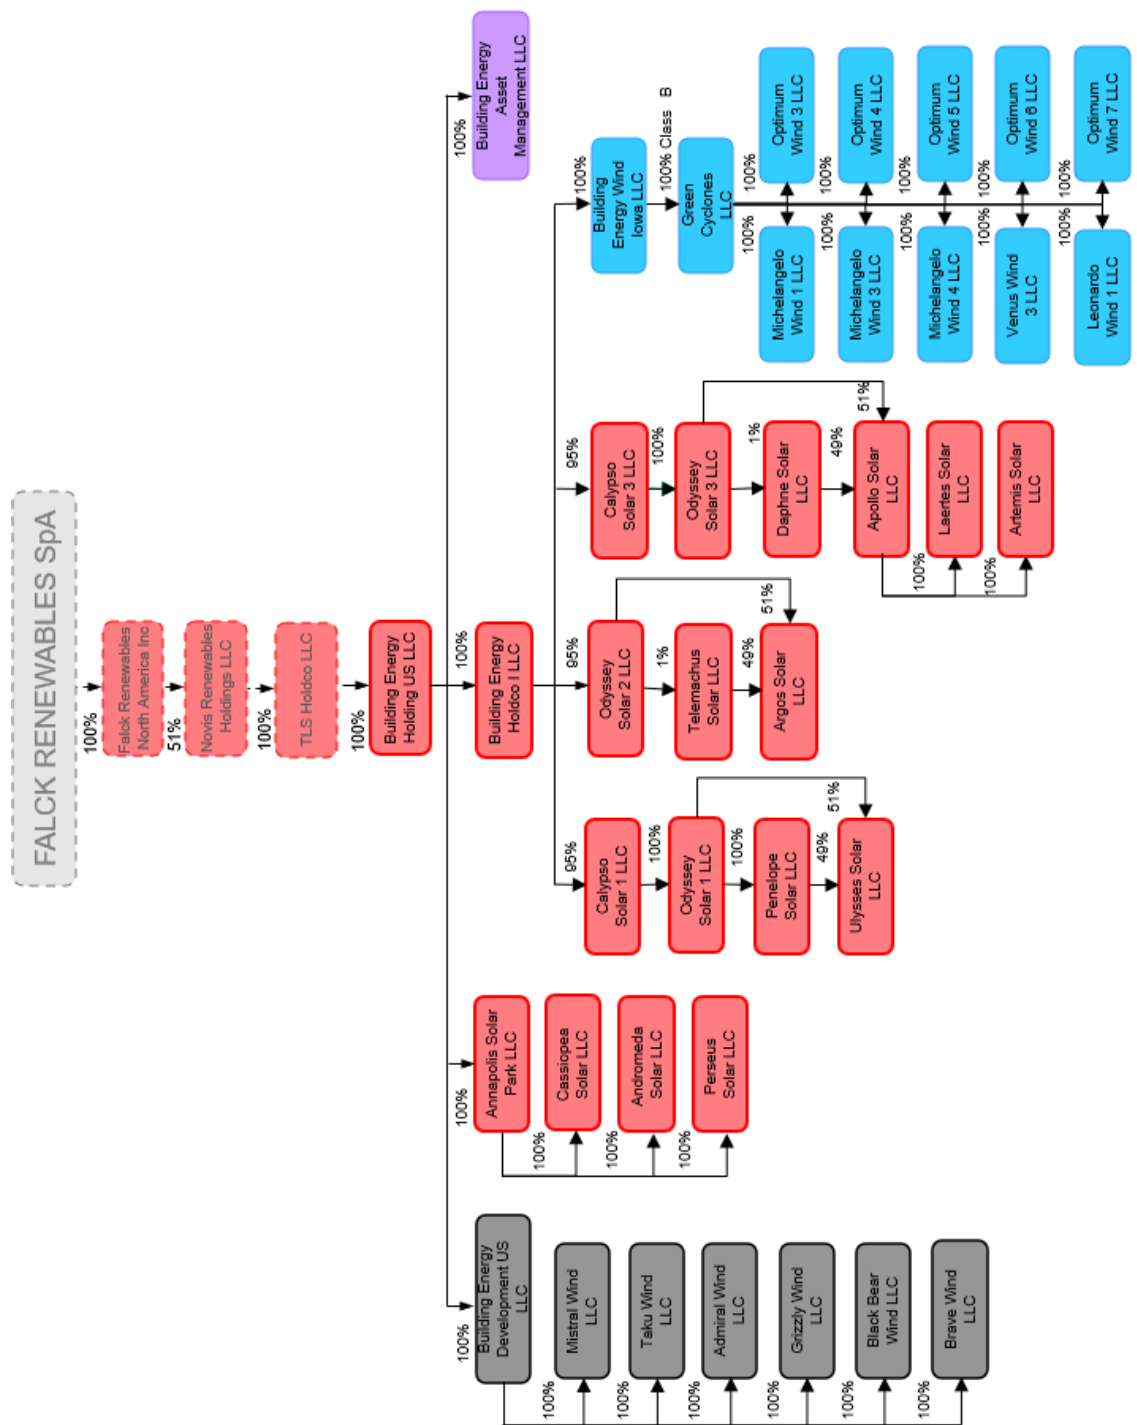 FALCK RENEWABLES SpA
100%
Falck Renewables
North America Inc
51%
Novis Renewables
Holdings LLC
100%
TLS Holdco LLC
100%
Building Energy
Holding US LLC
100%
Building Energy
Development US
LLC
100%
Mistral Wind
LLC
100%
Taku Wind
LLC
100%
Admiral Wind
LLC
100%
Grizzly Wind
LLC
100%
Black Bear
Wind LLC
100%
Brave Wind
LLC
100%
Annapolis Solar
Park LLC
100%
Cassiopea
Solar LLC
100%
Andromeda
Solar LLC
100%
Perseus
Solar LLC
100%
Building Energy
Holdco I LLC
95%
Calypso
Solar 1 LLC
100%
Odyssey
Solar 1 LLC
100%
Penelope
Solar LLC
49%
51%
Ulysses Solar
LLC
95%
Odyssey
Solar 2 LLC
1%
Telemachus
Solar LLC
49%
51%
Argos Solar
LLC
95%
Calypso
Solar 3 LLC
100%
Odyssey
Solar 3 LLC
1%
Daphne Solar
LLC
49%
51%
Apollo Solar
LLC
100%
Laertes Solar
LLC
100%
Artemis Solar
LLC
100%
Building
Energy Wind
Iowa LLC
100% Class B
Green
Cyclones
LLC
100%
Michelangelo
Wind 1 LLC
100%
Optimum
Wind 3 LLC
100%
Michelangelo
Wind 3 LLC
100%
Optimum
Wind 4 LLC
100%
Michelangelo
Wind 4 LLC
100%
Optimum
Wind 5 LLC
100%
Venus Wind
3 LLC
100%
Optimum
Wind 6 LLC
100%
Leonardo
Wind 1 LLC
100%
Optimum
Wind 7 LLC
100%
Building Energy
Asset
Management LLC